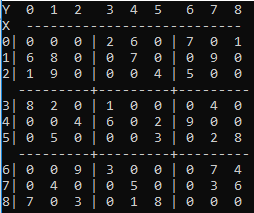 Y 0 1 2 3 4 5 6 7 8
X - - - - - - - - - - -
0| 0 0 0| 2 6 0| 7 0 1
1| 6 8 0| 0 7 0| 0 9 0
2| 1 9 0| 0 0 4| 5 0 0
--------+-------+--------
3| 8 2 0| 1 0 0| 0 4 0
4| 0 0 4| 6 0 2| 9 0 0
5| 0 5 0| 0 0 3| 0 2 8
--------+-------+--------
6| 0 0 9| 3 0 0| 0 7 4
7| 0 4 0| 0 5 0| 0 3 6
8| 7 0 3| 0 1 8| 0 0 0